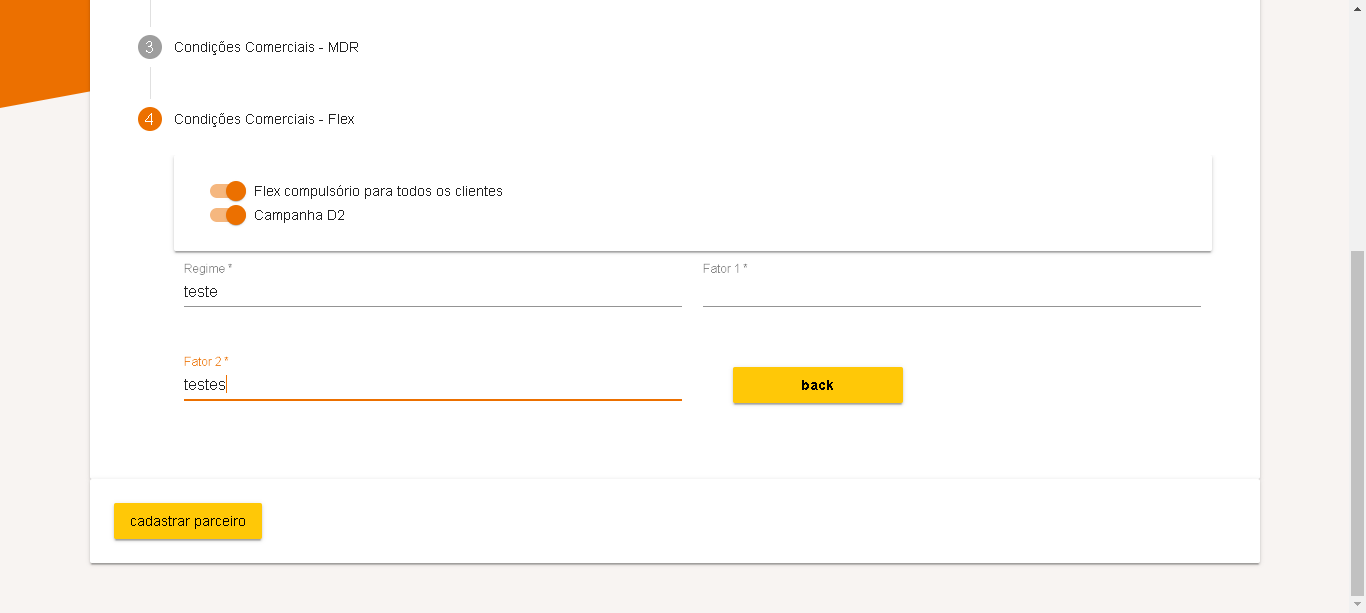 3 Condições Comerciais - MDR
4 Condições Comerciais - Flex
Flex compulsório para todos os clientes
Campanha D2
Regime * Fator 1 *
teste
Fator 2 *
testes
back
cadastrar parceiro